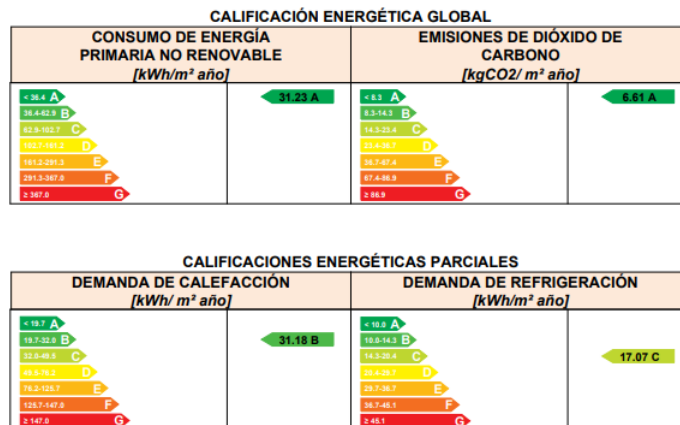 CALIFICACIÓN ENERGÉTICA GLOBAL
CONSUMO DE ENERGÍA
PRIMARIA NO RENOVABLE
[kWh/m² año]
EMISIONES DE DIÓXIDO DE
CARBONO
[kgCO2/ m² año]
< 36.4 A
36.4-62.9 B
62.9-102.7 C
102.7-161.2 D
161.2-291.3 E
291.3-367.0 F
≥ 367.0 G
31.23 A
< 8.3 A
8.3-14.3 B
14.3-23.4 C
23.4-36.7 D
36.7-67.4 E
67.4-86.9 F
≥ 86.9 G
6.61 A
CALIFICACIONES ENERGÉTICAS PARCIALES
DEMANDA DE CALEFACCIÓN
[kWh/ m² año]
DEMANDA DE REFRIGERACIÓN
[kWh/m² año]
< 19.7 A
19.7-32.0 B
32.0-49.5 C
49.5-76.2 D
76.2-125.7 E
125.7-147.0 F
≥ 147.0 G
31.18 B
< 10.0 A
10.0-14.3 B
14.3-20.4 C
20.4-29.7 D
29.7-36.7 E
36.7-45.1 F
≥ 45.1 G
17.07 C